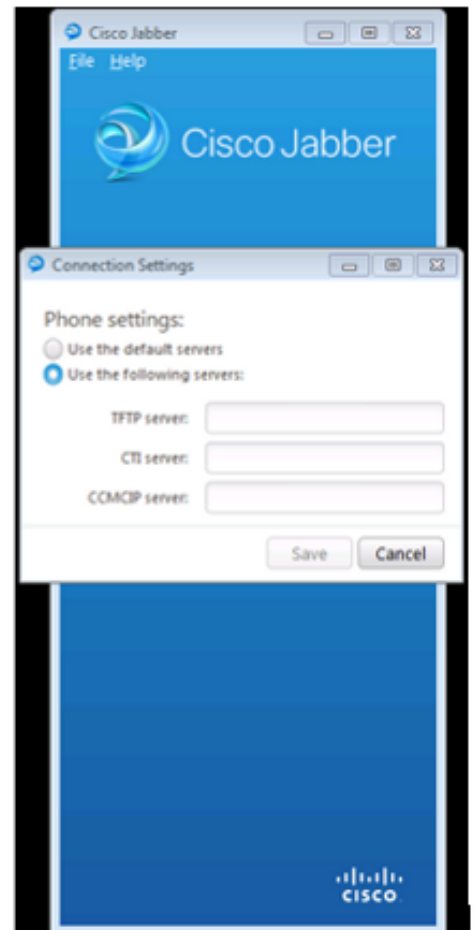 Cisco Jabber
File Help
Cisco Jabber
Connection Settings
Phone settings:
Use the default servers
Use the following servers:
TFTP server:
CTI server:
CCMCIP server:
Save Cancel
CISCO